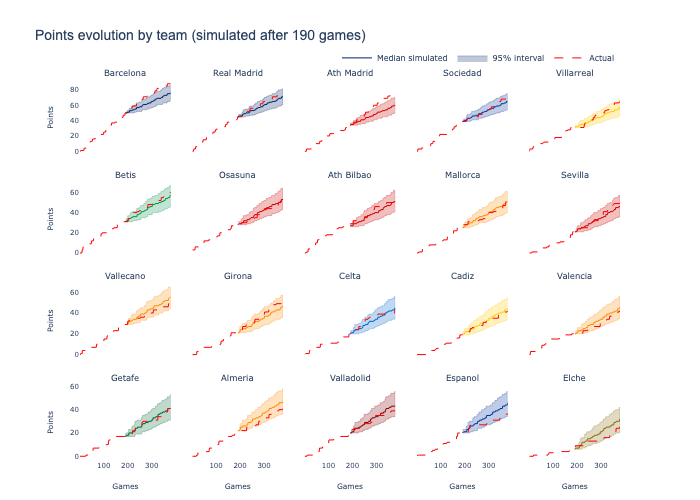 Points evolution by team (simulated after 190 games)
Median simulated 95% interval Actual
Barcelona Real Madrid Ath Madrid Sociedad Villarreal
80
60
40
20
0
Points
Betis Osasuna Ath Bilbao Mallorca Sevilla
60
40
20
0
Points
Vallecano Girona Celta Cadiz Valencia
60
40
20
0
Points
Getafe Almeria Valladolid Espanol Elche
60
40
20
0
Points
100 200 300 100 200 300 100 200 300 100 200 300 100 200 300
Games Games Games Games Games